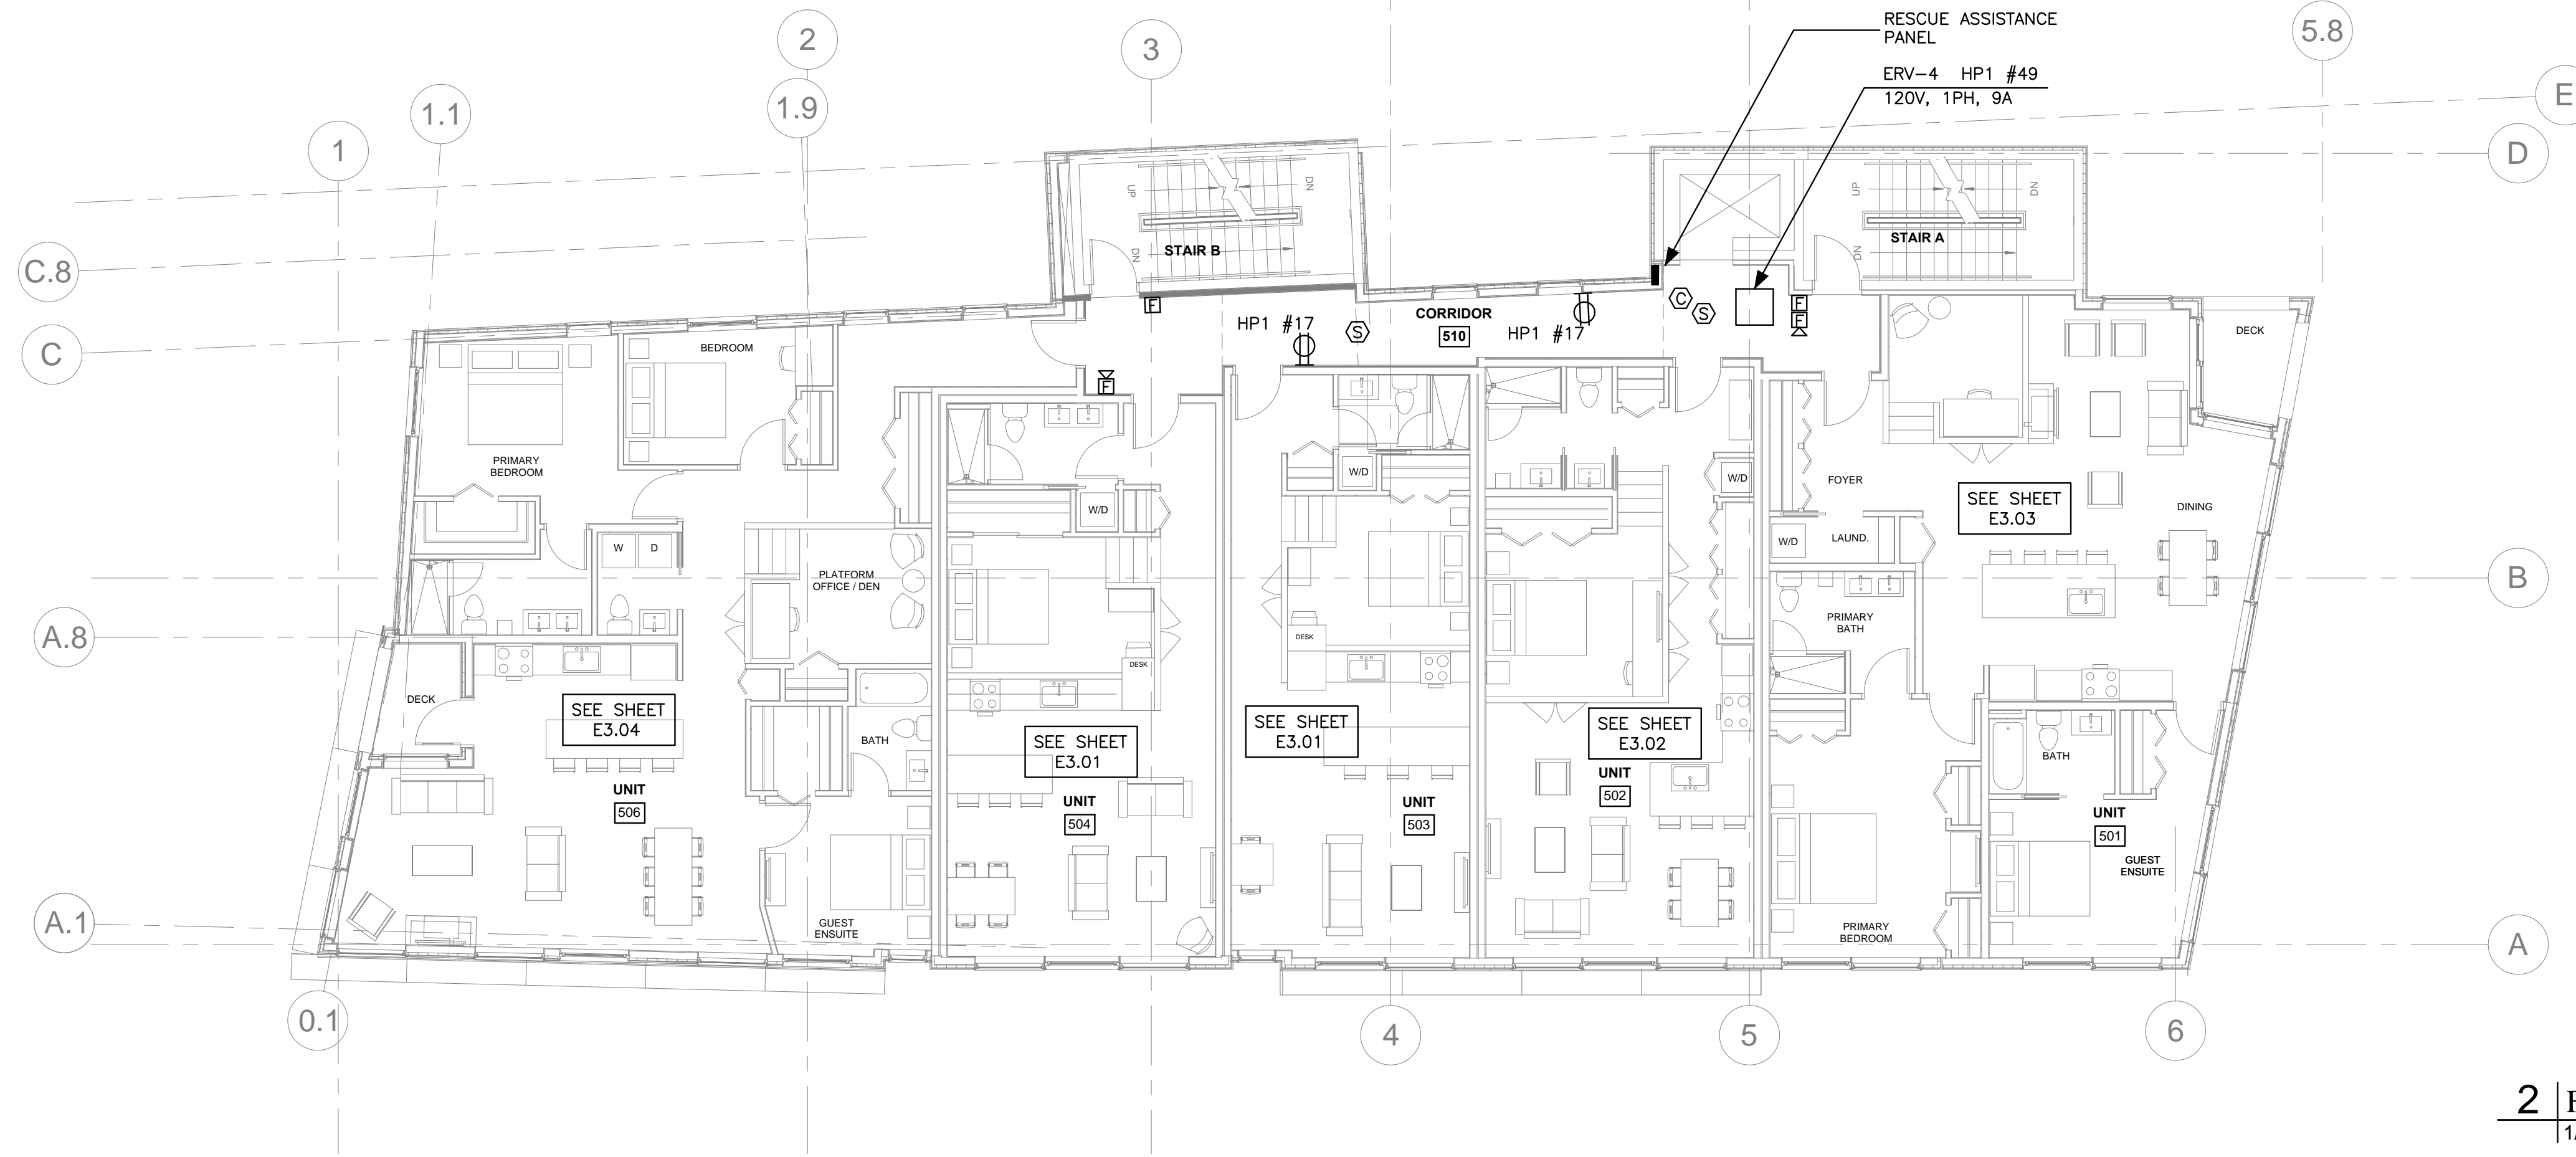 RESCUE ASSISTANCE
PANEL
ERV-4 HP1 #49
120V, 1PH, 9A
1
1.1
2
1.9
3
5.8
E
D
C.8
C
B
A.8
A.1
A
0.1
4
5
6
UP
DN
DN
STAIR B
UP
DN
DN
STAIR A
F
HP1 #17
S
CORRIDOR
510
HP1 #17
C
S
F
F
F
DECK
BEDROOM
PRIMARY
BEDROOM
W
D
PLATFORM
OFFICE / DEN
DECK
SEE SHEET
E3.04
BATH
UNIT
506
GUEST
ENSUITE
W/D
DESK
SEE SHEET
E3.01
UNIT
504
W/D
DESK
SEE SHEET
E3.01
UNIT
503
W/D
SEE SHEET
E3.02
UNIT
502
FOYER
SEE SHEET
E3.03
DINING
W/D
LAUND.
PRIMARY
BATH
BATH
UNIT
501
GUEST
ENSUITE
PRIMARY
BEDROOM
2